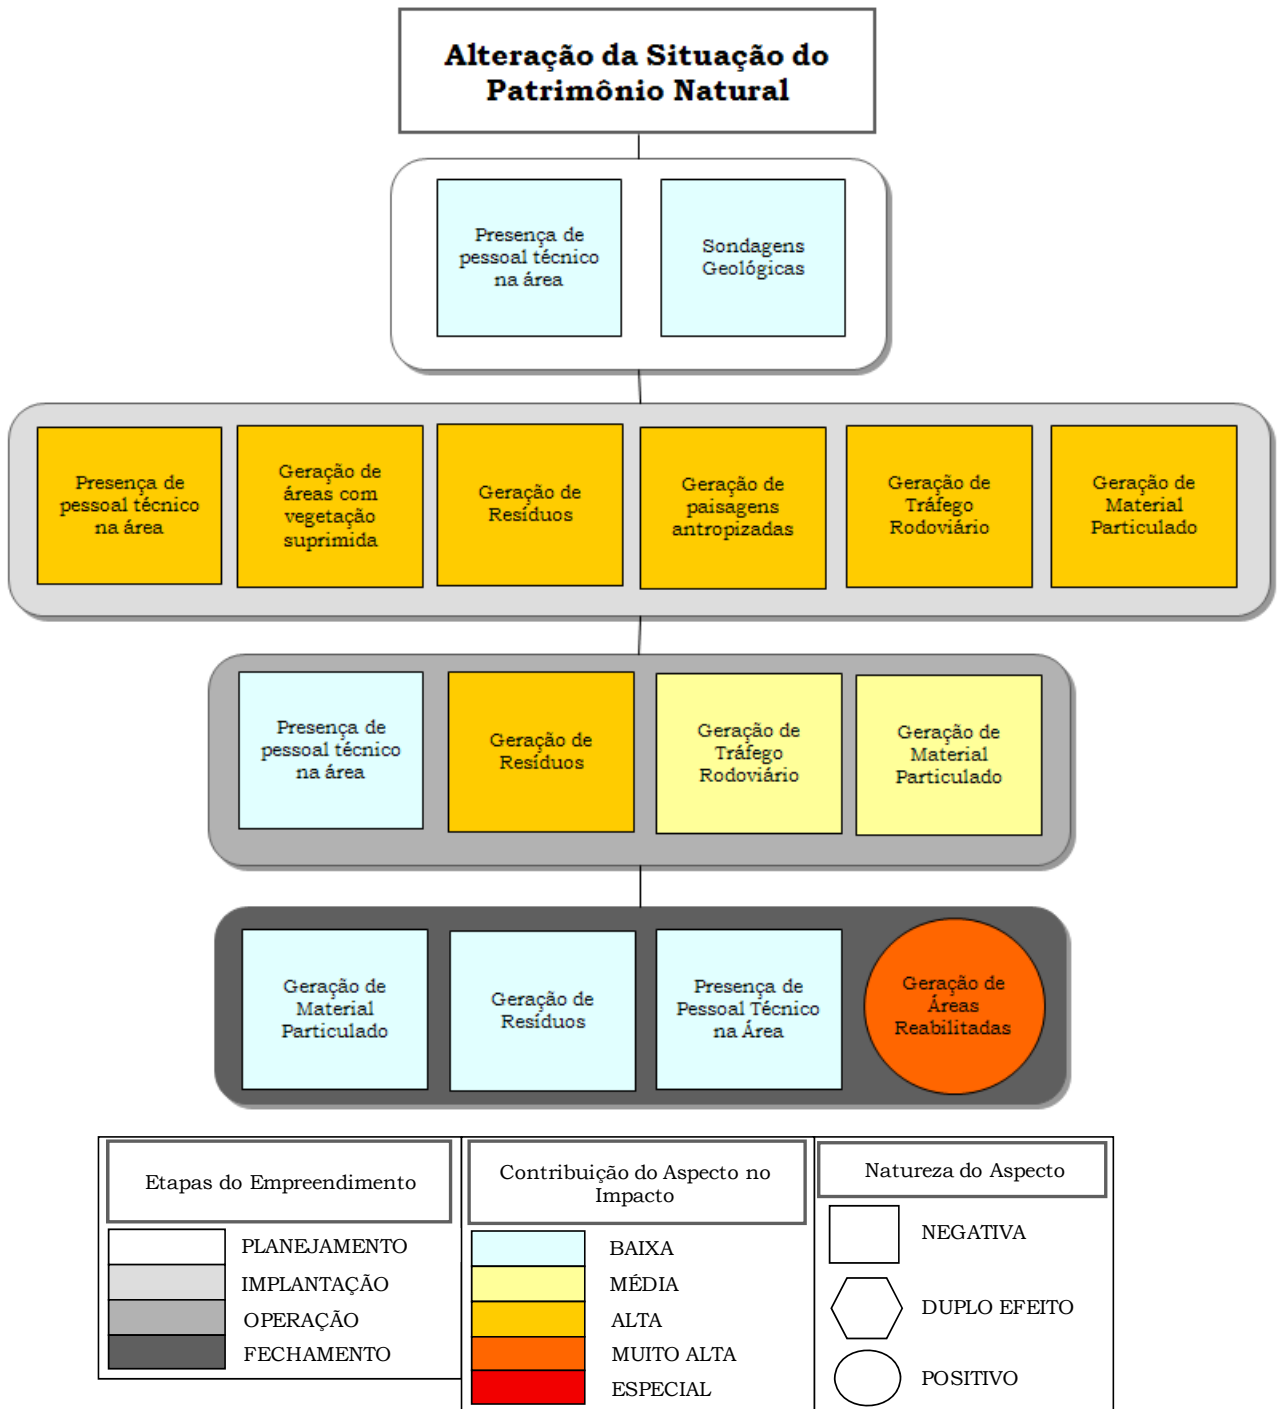 Alteração da Situação do
Patrimônio Natural
Presença de
pessoal técnico
na área
Sondagens
Geológicas
Presença de
pessoal técnico
na área
Geração de
áreas com
vegetação
suprimida
Geração de
Resíduos
Geração de
paisagens
antropizadas
Geração de
Tráfego
Rodoviário
Geração de
Material
Particulado
Presença de
pessoal técnico
na área
Geração de
Resíduos
Geração de
Tráfego
Rodoviário
Geração de
Material
Particulado
Geração de
Material
Particulado
Geração de
Resíduos
Presença de
Pessoal Técnico
na Área
Geração de
Áreas
Reabilitadas
Etapas do Empreendimento
PLANEJAMENTO
IMPLANTAÇÃO
OPERAÇÃO
FECHAMENTO
Contribuição do Aspecto no
Impacto
BAIXA
MÉDIA
ALTA
MUITO ALTA
ESPECIAL
Natureza do Aspecto
NEGATIVA
DUPLO EFEITO
POSITIVO